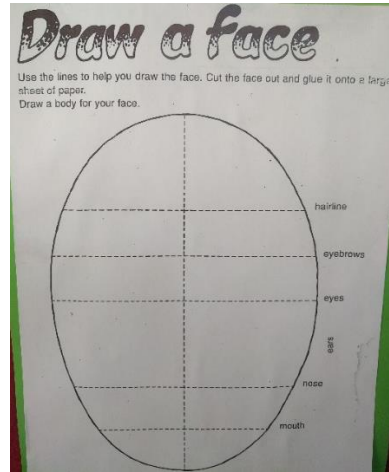 Draw a face
Use the lines to help you draw the face. Cut the face out and glue it onto a large
sheet of paper.
Draw a body for your face.
hairline
eyebrows
eyes
ears
nose
mouth